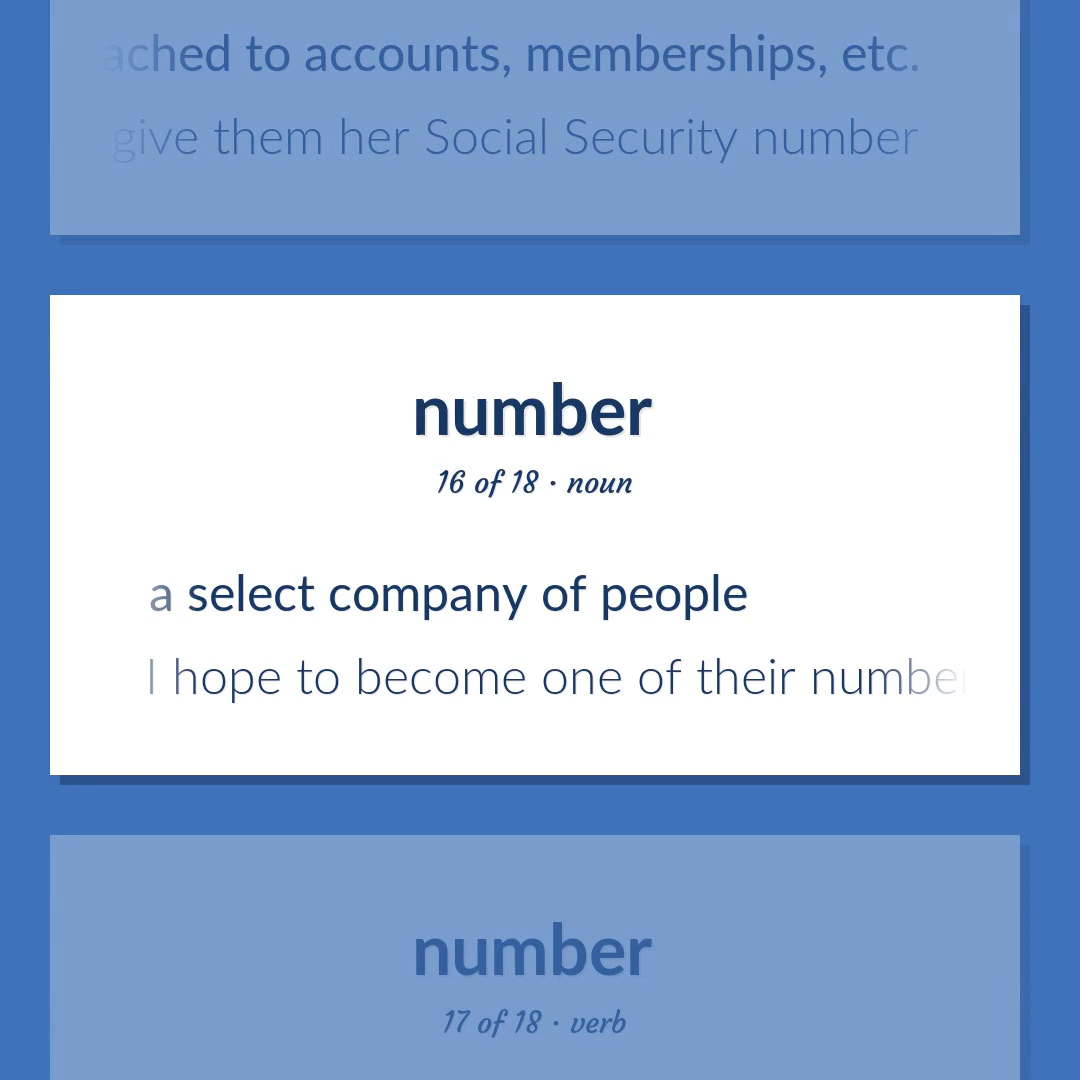 ached to accounts, memberships, etc.
give them her Social Security number
number
16 of 18 · noun
a select company of people
I hope to become one of their number
number
17 of 18 · verb